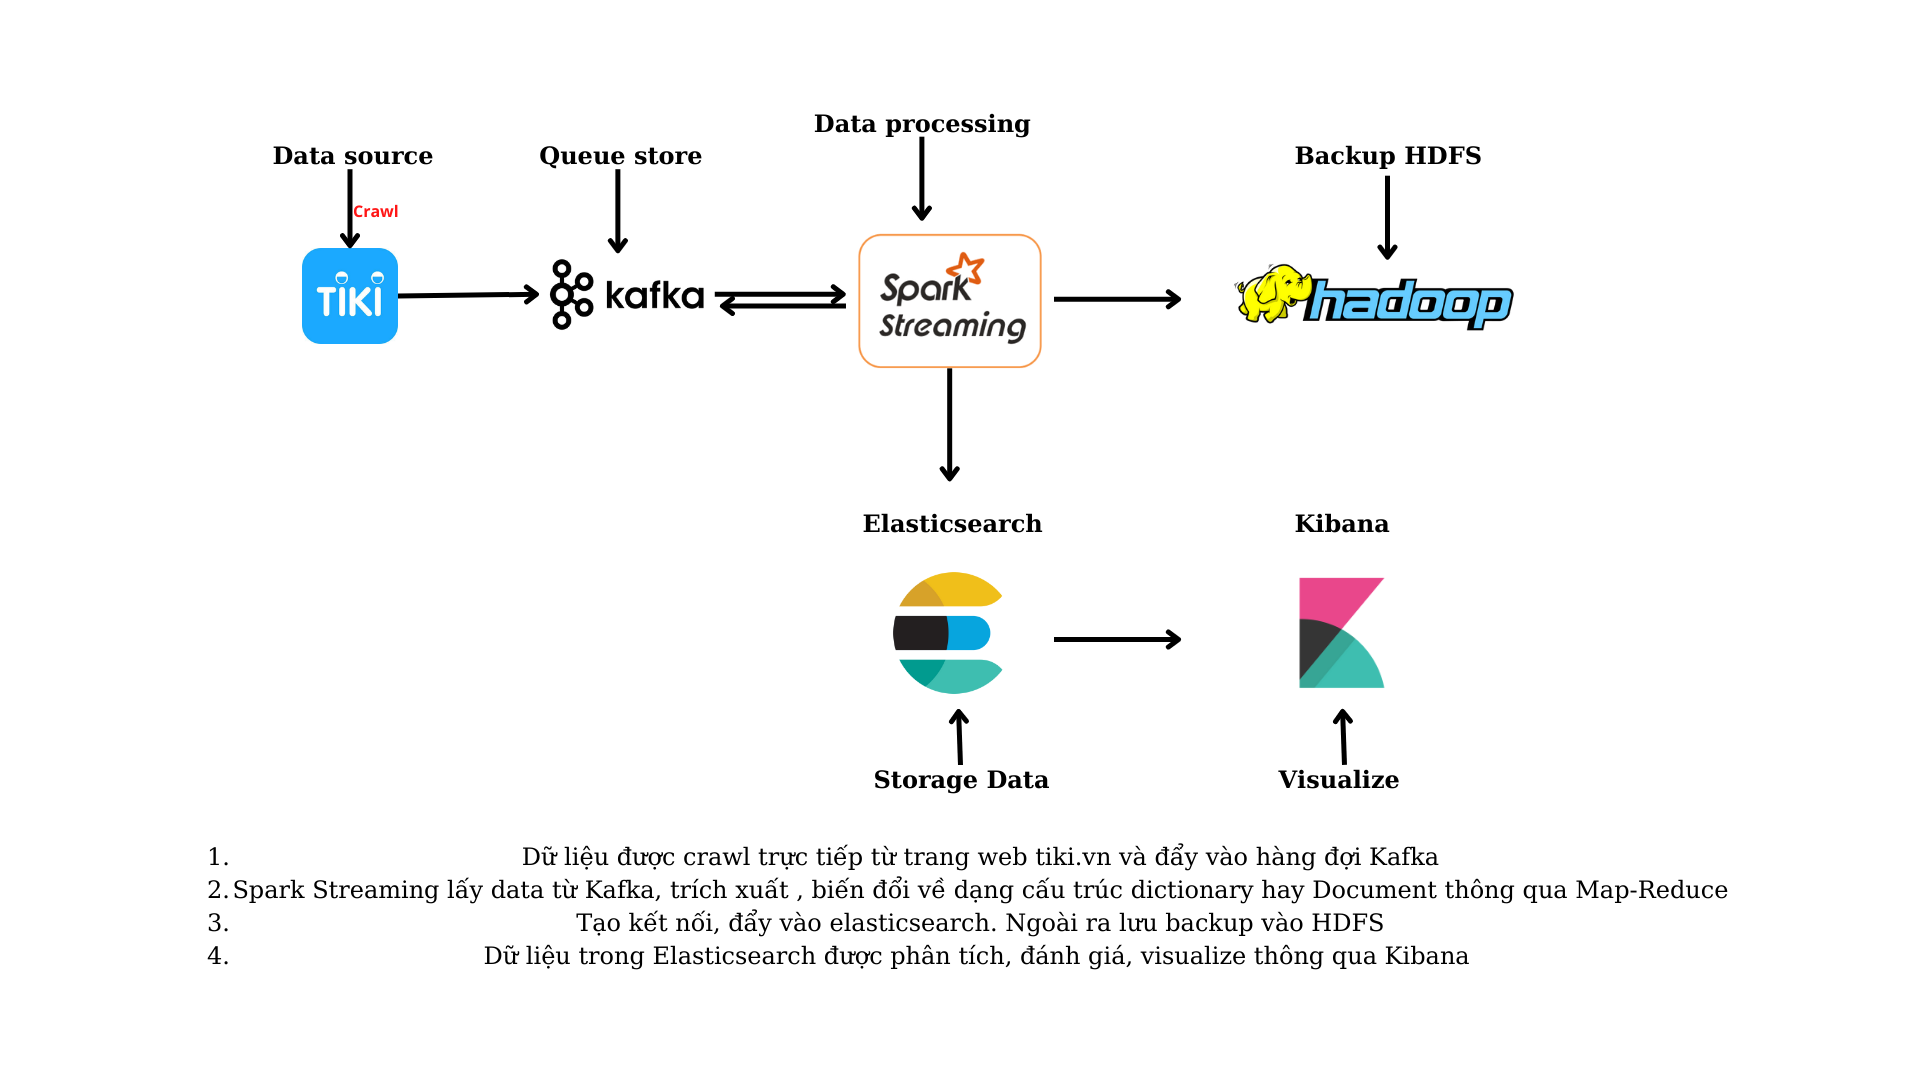 Data processing
Data source
Queue store
Backup HDFS
Crawl
TIKI
kafka
Spark
Streaming
hadoop
Elasticsearch
Kibana
Storage Data
Visualize
1. Dữ liệu được crawl trực tiếp từ trang web tiki.vn và đẩy vào hàng đợi Kafka
2. Spark Streaming lấy data từ Kafka, trích xuất , biến đổi về dạng cấu trúc dictionary hay Document thông qua Map-Reduce
3. Tạo kết nối, đẩy vào elasticsearch. Ngoài ra lưu backup vào HDFS
4. Dữ liệu trong Elasticsearch được phân tích, đánh giá, visualize thông qua Kibana